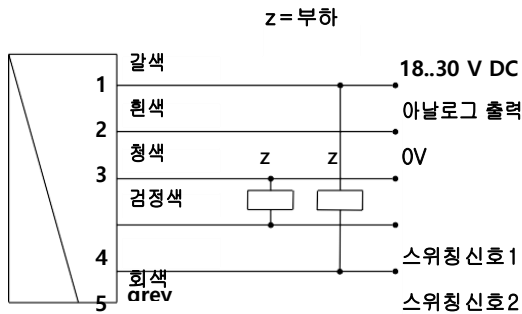 z=부하
갈색
18..30 V DC
1
흰색
아날로그 출력
2
청색
z
z
0V
3
검정색
4
스위칭신호1
회색
grey
5
스위칭신호2